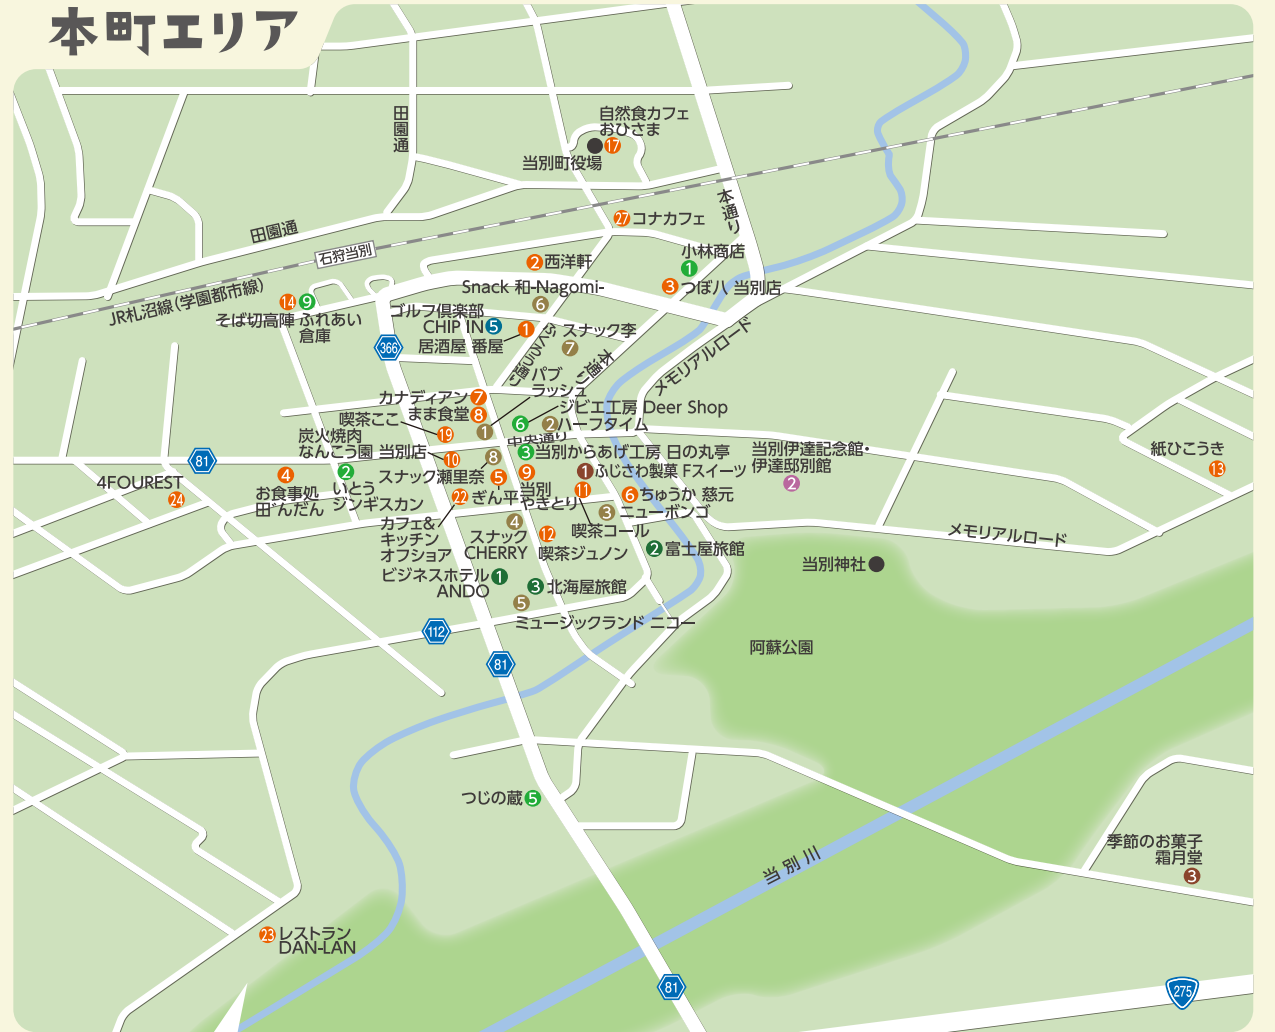 本町エリア
田園通
自然食カフェ
おひさま
17
当別町役場
27 コナカフェ
本通り
田園通
石狩当別
小林商店
1
2 西洋軒
3 つぼ八 当別店
JR札沼線(学園都市線)
14 9
そば切高陣 ふれあい
倉庫
Snack 和-Nagomi-
6
ゴルフ倶楽部
CHIP IN 5
1
居酒屋 番屋
スナック李
7
366
ふくろう通り
本通り
メモリアルロード
パブ
ラッシュ
カナディアン 7
まま食堂 8
喫茶ここ
19
1
ジビエ工房 Deer Shop
6
2 ハーフタイム
中央通り
炭火焼肉
なんこう園 当別店
10
3 当別からあげ工房 日の丸亭
8
スナック瀬里奈
5
9
当別
やきとり
1 ふじさわ製菓 Fスイーツ
11
6 ちゅうか 慈元
当別伊達記念館・
伊達邸別館
2
紙ひこうき
13
81
4FOUREST
24
4
お食事処
田゛んだん
2
いとう
ジンギスカン
22 ぎん平
カフェ&
キッチン
オフショア
4
スナック
CHERRY
12
喫茶ジュノン
喫茶コール
3 ニューボンゴ
2 富士屋旅館
メモリアルロード
当別神社
ビジネスホテル 1
ANDO
3 北海屋旅館
5
ミュージックランド ニコー
112
81
阿蘇公園
つじの蔵 5
当別川
季節のお菓子
霜月堂
3
23 レストラン
DAN-LAN
81
275